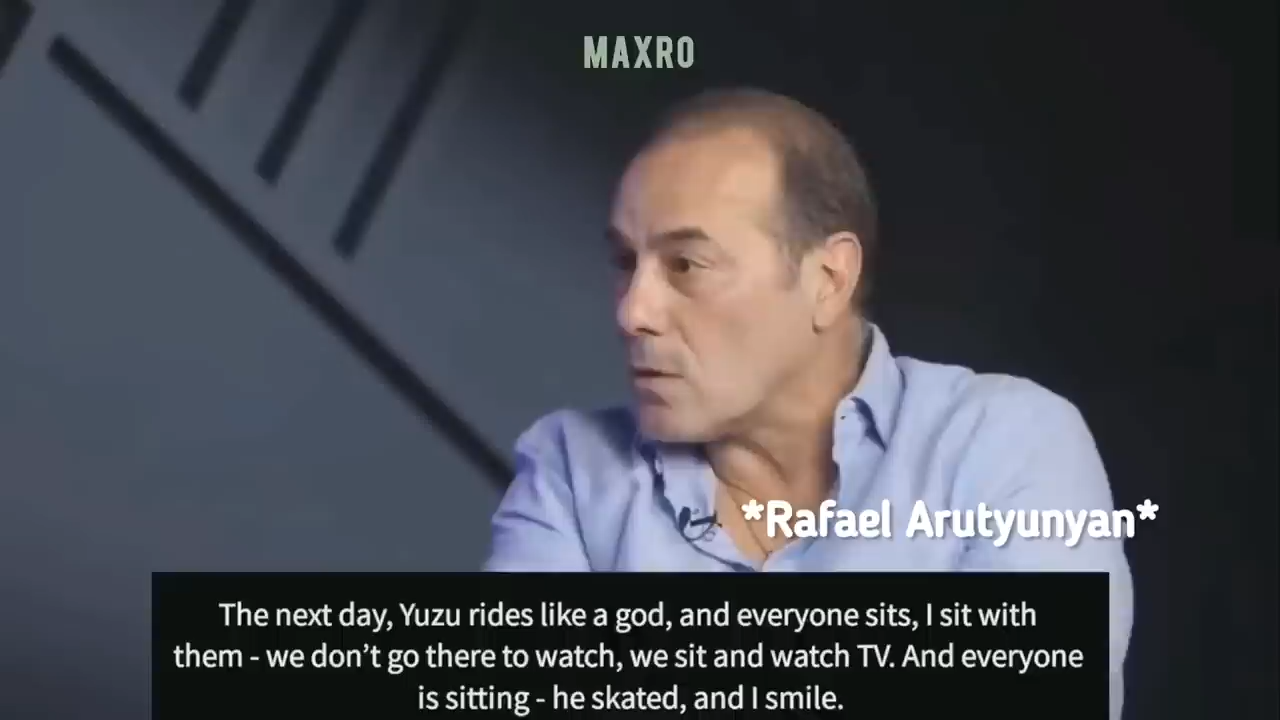 MAXRO
*Rafael Arutyunyan*
The next day, Yuzu rides like a god, and everyone sits, I sit with
them - we don’t go there to watch, we sit and watch TV. And everyone
is sitting - he skated, and I smile.